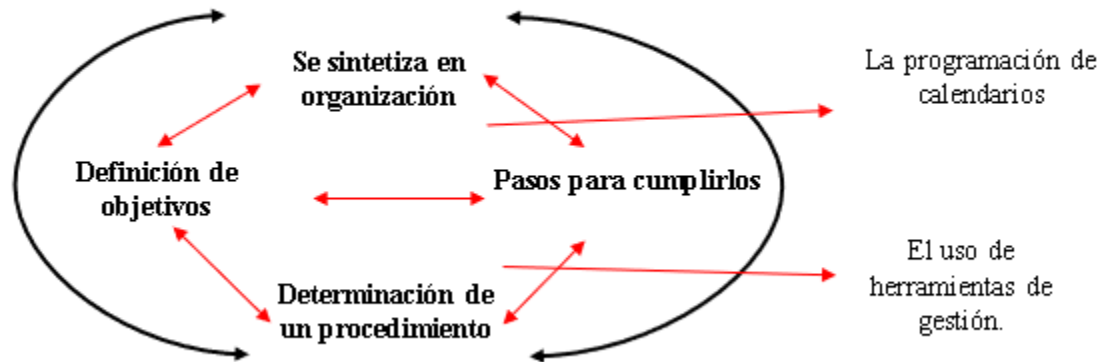 Se sintetiza en
organización
La programación de
calendarios
Definición de
objetivos
Pasos para cumplirlos
Determinación de
un procedimiento
El uso de
herramientas de
gestión.